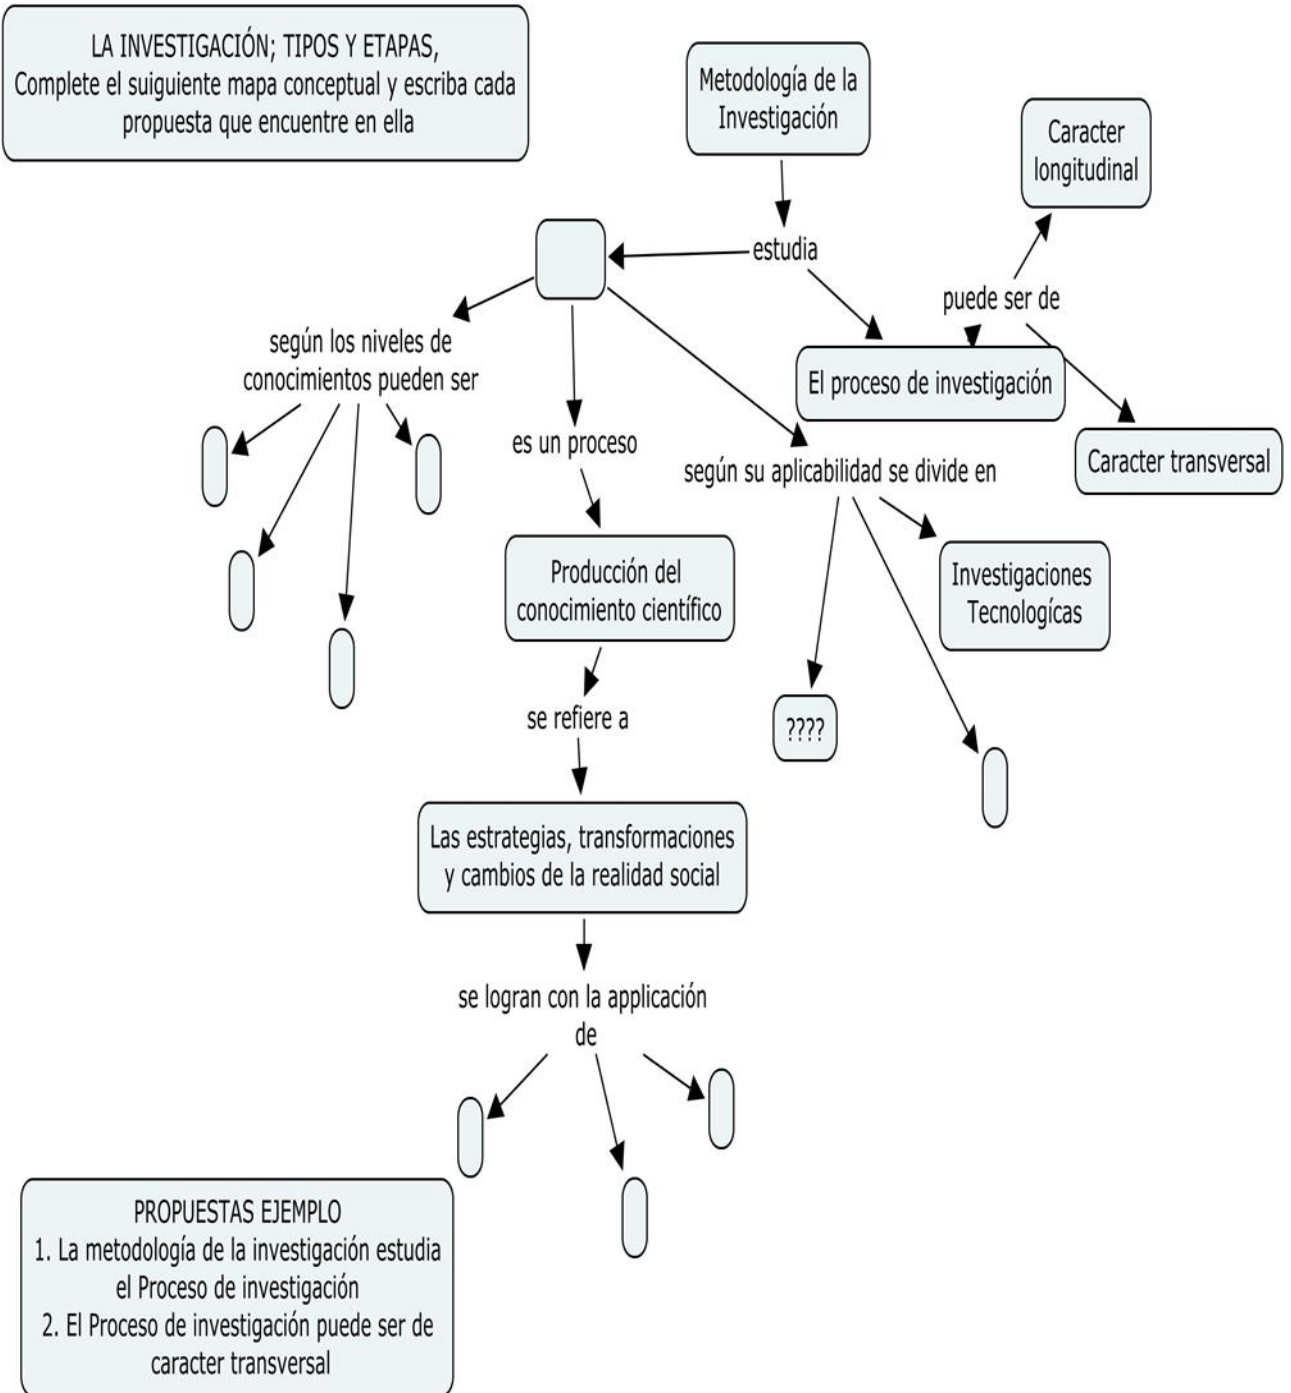 LA INVESTIGACIÓN; TIPOS Y ETAPAS,
Complete el suiguiente mapa conceptual y escriba cada
propuesta que encuentre en ella
Metodología de la
Investigación
Caracter
longitudinal
estudia
puede ser de
según los niveles de
conocimientos pueden ser
El proceso de investigación
es un proceso
según su aplicabilidad se divide en
Caracter transversal
Producción del
conocimiento científico
Investigaciones
Tecnologícas
se refiere a
????
Las estrategias, transformaciones
y cambios de la realidad social
se logran con la applicación
de
PROPUESTAS EJEMPLO
1. La metodología de la investigación estudia
el Proceso de investigación
2. El Proceso de investigación puede ser de
caracter transversal